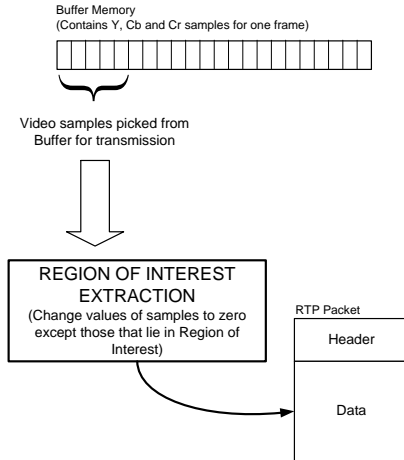 Buffer Memory
(Contains Y, Cb and Cr samples for one frame)
Video samples picked from
Buffer for transmission
REGION OF INTEREST
EXTRACTION
(Change values of samples to zero
except those that lie in Region of
Interest)
RTP Packet
Header
Data